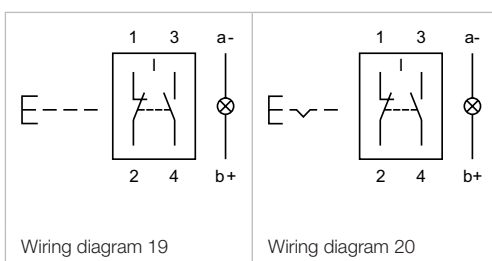 1 3 a-
2 4 b+
Wiring diagram 19
1 3 a-
2 4 b+
Wiring diagram 20